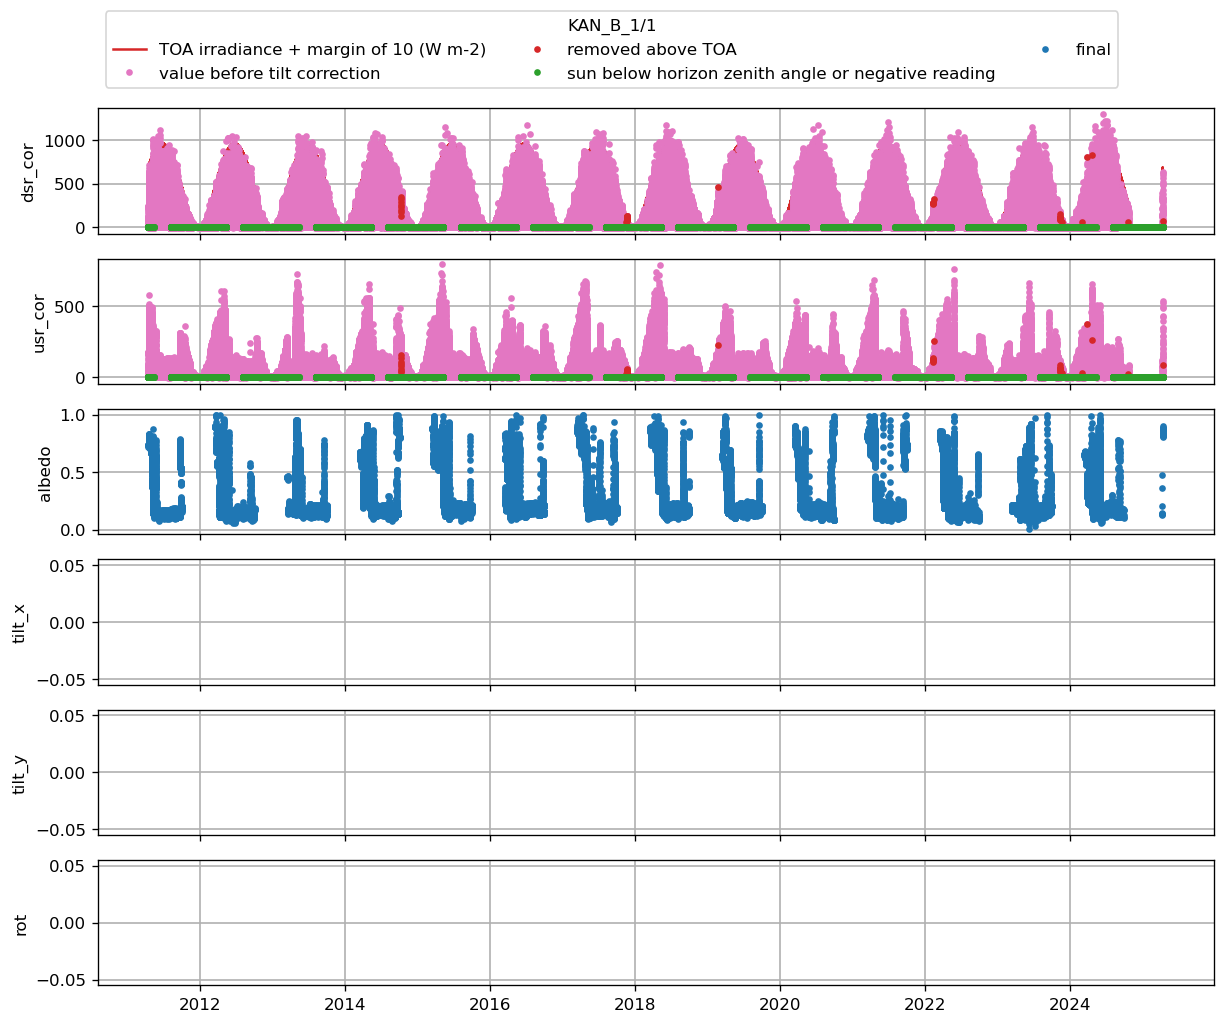 KAN_B_1/1
TOA irradiance + margin of 10 (W m-2)
removed above TOA
final
value before tilt correction
sun below horizon zenith angle or negative reading
dsr_cor
1000
500
0
usr_cor
500
0
albedo
1.0
0.5
0.0
tilt_x
0.05
0.00
−0.05
tilt_y
0.05
0.00
−0.05
rot
0.05
0.00
−0.05
2012 2014 2016 2018 2020 2022 2024